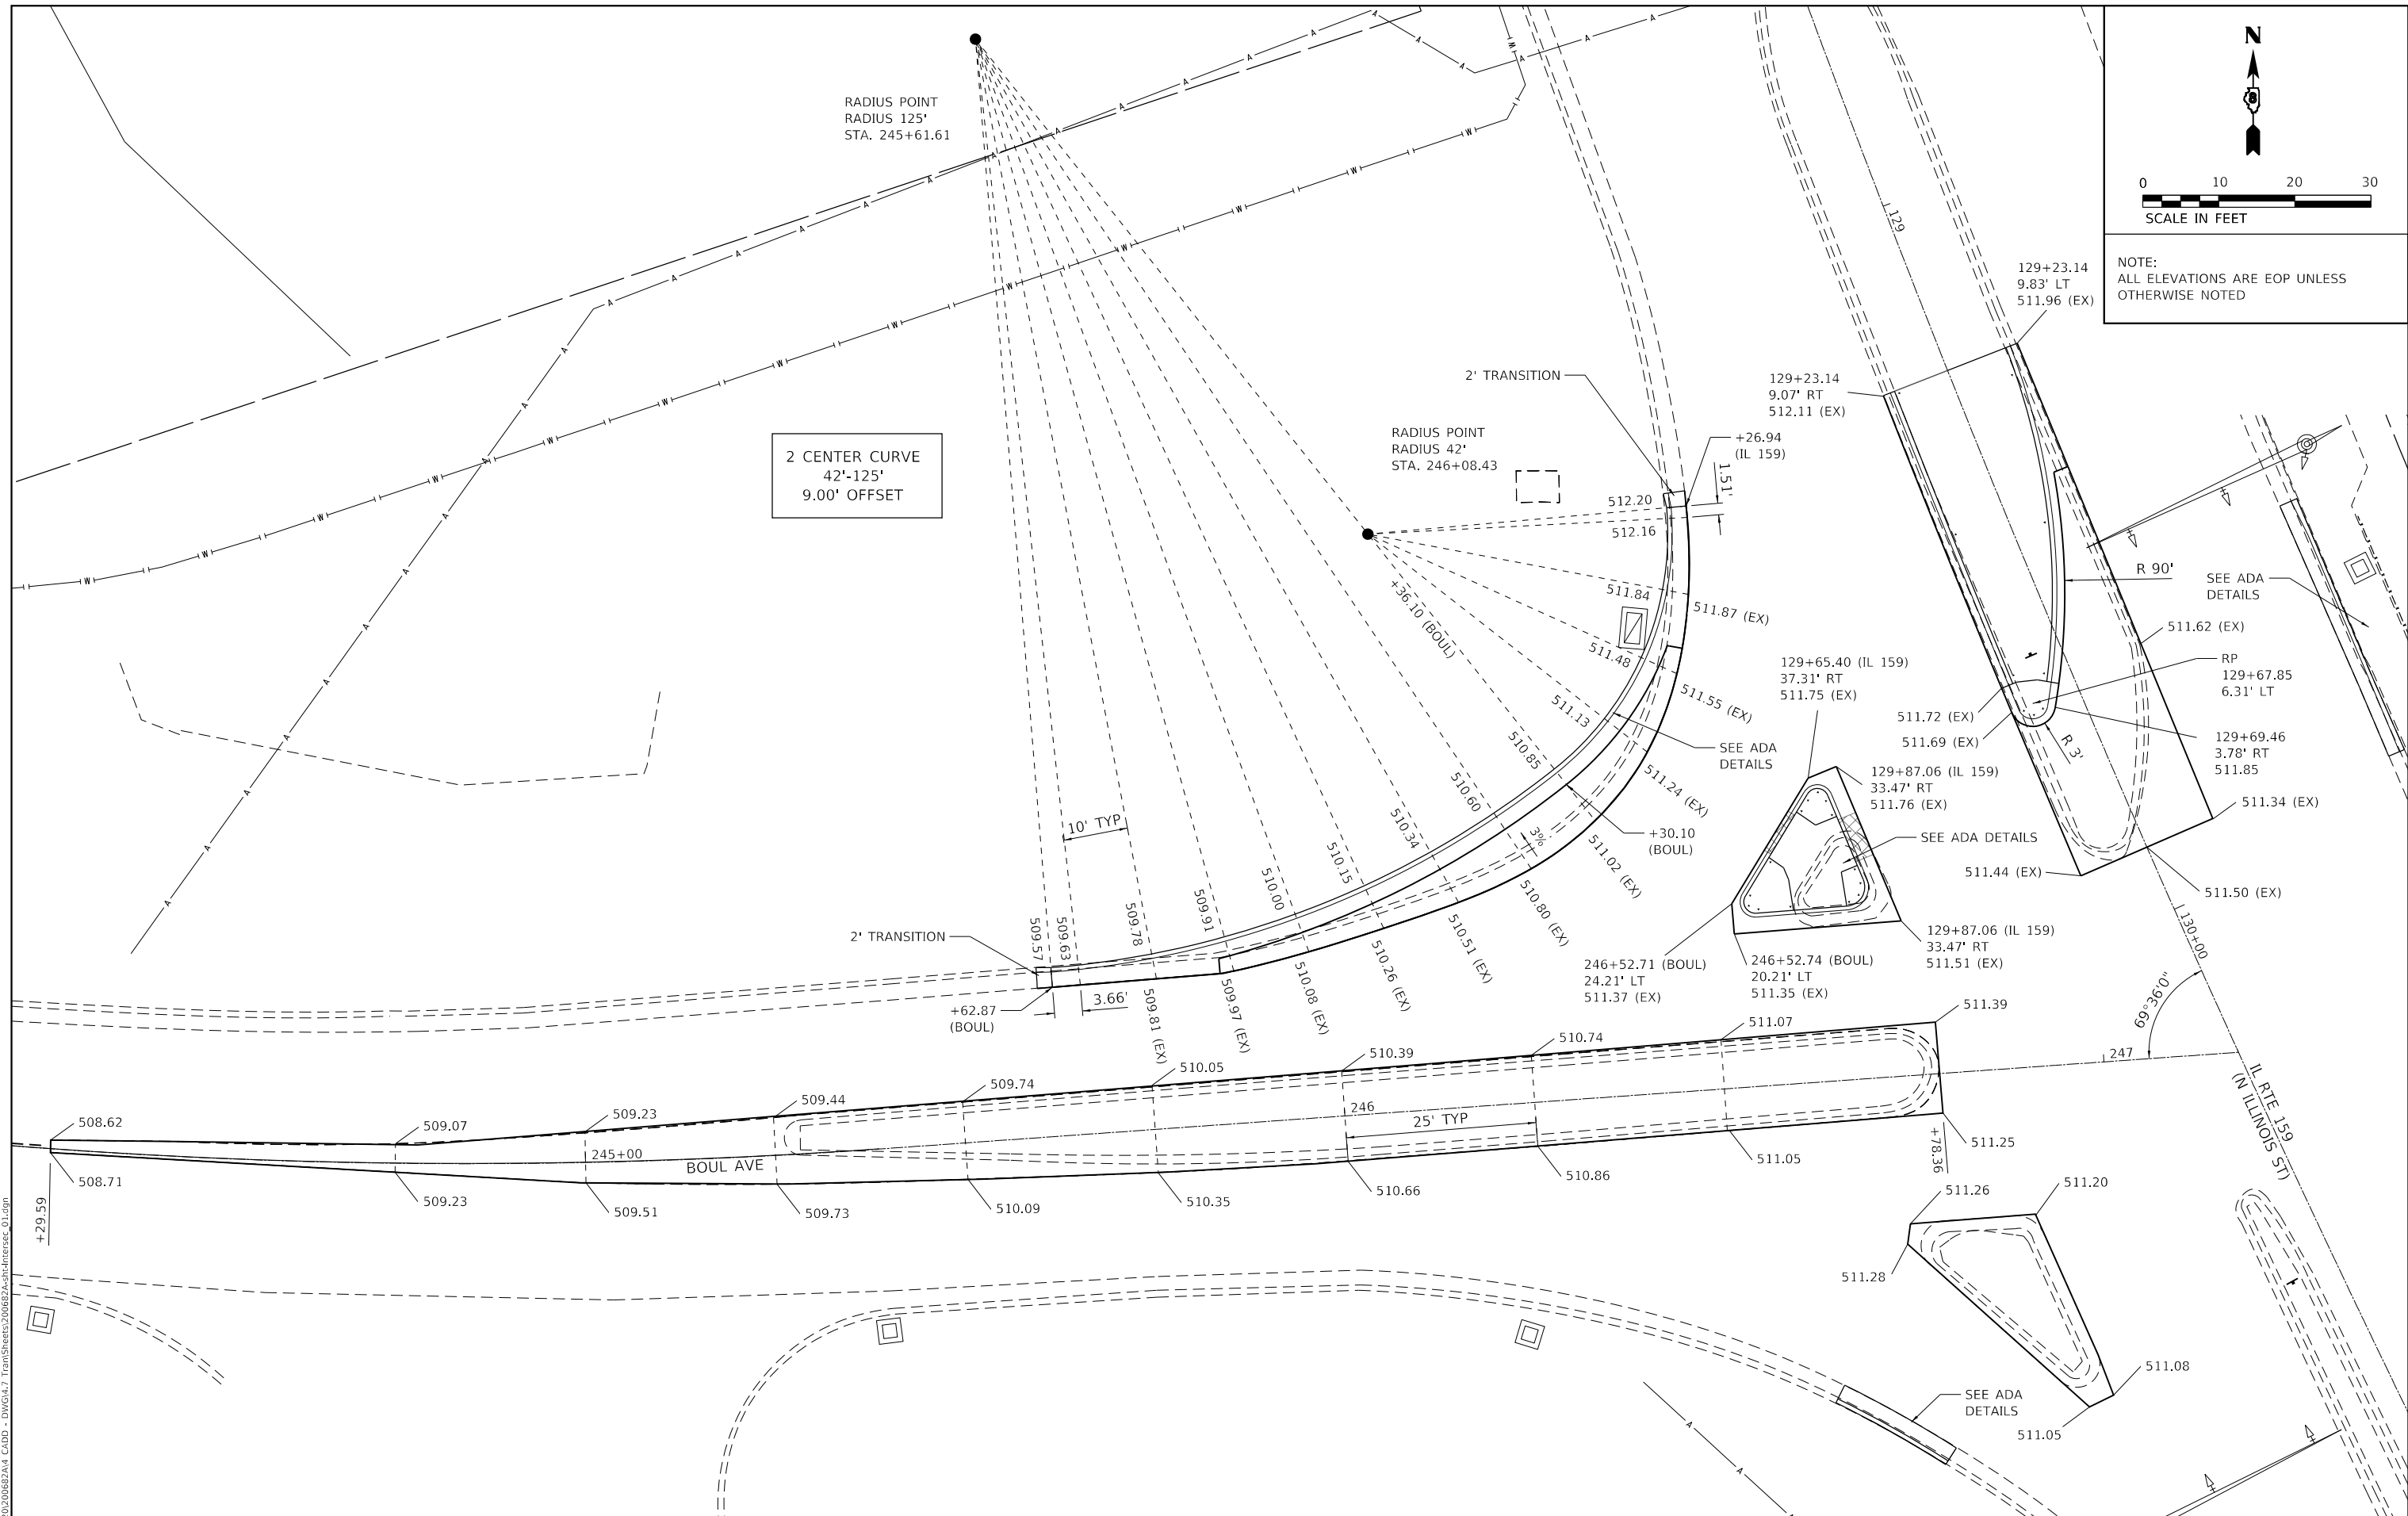 N
8
0 10 20 30
SCALE IN FEET
NOTE:
ALL ELEVATIONS ARE EOP UNLESS
OTHERWISE NOTED
RADIUS POINT
RADIUS 125'
STA. 245+61.61
2 CENTER CURVE
42'-125'
9.00' OFFSET
RADIUS POINT
RADIUS 42'
STA. 246+08.43
2' TRANSITION
+26.94
(IL 159)
1.51'
512.20
512.16
511.84
511.87 (EX)
511.48
511.55 (EX)
511.13
511.24 (EX)
+36.10 (BOUL)
510.85
511.02 (EX)
510.60
510.80 (EX)
510.34
510.51 (EX)
510.15
510.26 (EX)
510.00
510.08 (EX)
509.91
509.97 (EX)
509.78
509.81 (EX)
509.63
509.57
10' TYP
3%
SEE ADA
DETAILS
+30.10
(BOUL)
2' TRANSITION
+62.87
(BOUL)
3.66'
129
129+23.14
9.83' LT
511.96 (EX)
129+23.14
9.07' RT
512.11 (EX)
R 90'
SEE ADA
DETAILS
511.62 (EX)
RP
129+67.85
6.31' LT
511.72 (EX)
511.69 (EX)
R 3'
129+69.46
3.78' RT
511.85
511.34 (EX)
511.44 (EX)
511.50 (EX)
130+00
129+65.40 (IL 159)
37.31' RT
511.75 (EX)
129+87.06 (IL 159)
33.47' RT
511.76 (EX)
SEE ADA DETAILS
129+87.06 (IL 159)
33.47' RT
511.51 (EX)
246+52.71 (BOUL)
24.21' LT
511.37 (EX)
246+52.74 (BOUL)
20.21' LT
511.35 (EX)
69°36'0"
247
IL RTE 159
(N ILLINOIS ST)
508.62
509.07
509.23
509.44
509.74
510.05
510.39
510.74
511.07
511.39
245+00
BOUL AVE
246
25' TYP
508.71
509.23
509.51
509.73
510.09
510.35
510.66
510.86
511.05
511.25
+29.59
+78.36
511.26
511.20
511.28
511.08
511.05
SEE ADA
DETAILS
W W W W W W W W W W W W W
A A A A A A A A A A A A A A A A A A A A A A A A A A